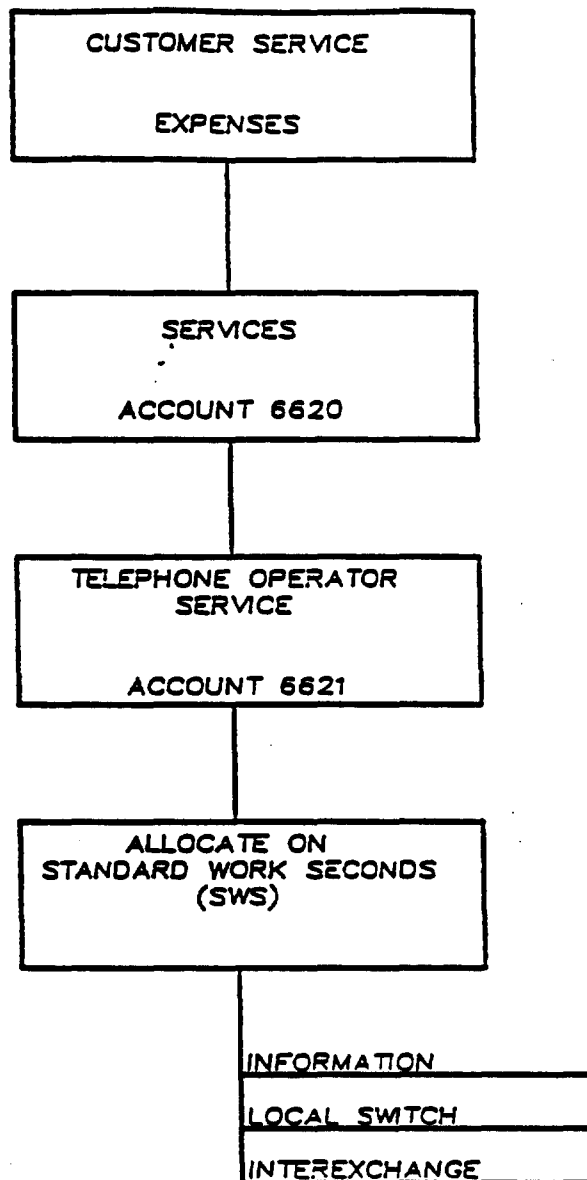 CUSTOMER SERVICE
EXPENSES
SERVICES
ACCOUNT 6620
TELEPHONE OPERATOR
SERVICE
ACCOUNT 6621
ALLOCATE ON
STANDARD WORK SECONDS
(SWS)
INFORMATION
LOCAL SWITCH
INTEREXCHANGE